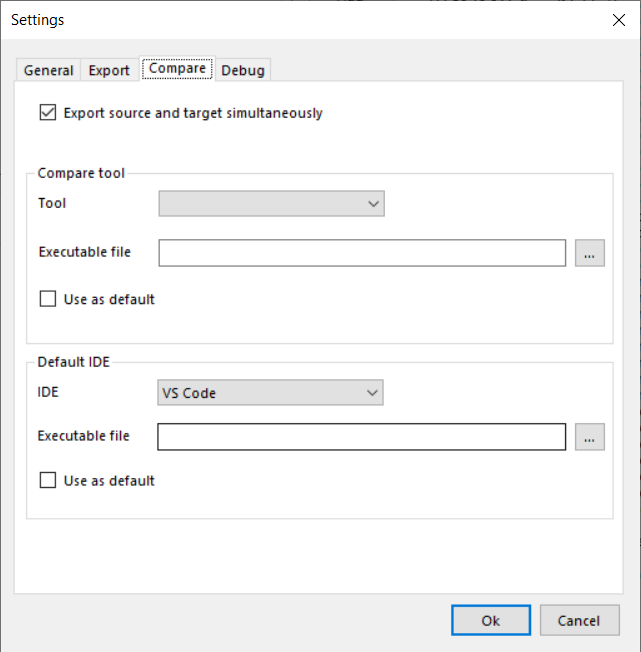 Settings
General Export Compare Debug
Export source and target simultaneously
Compare tool
Tool
Executable file ...
Use as default
Default IDE
IDE VS Code
Executable file ...
Use as default
Ok Cancel